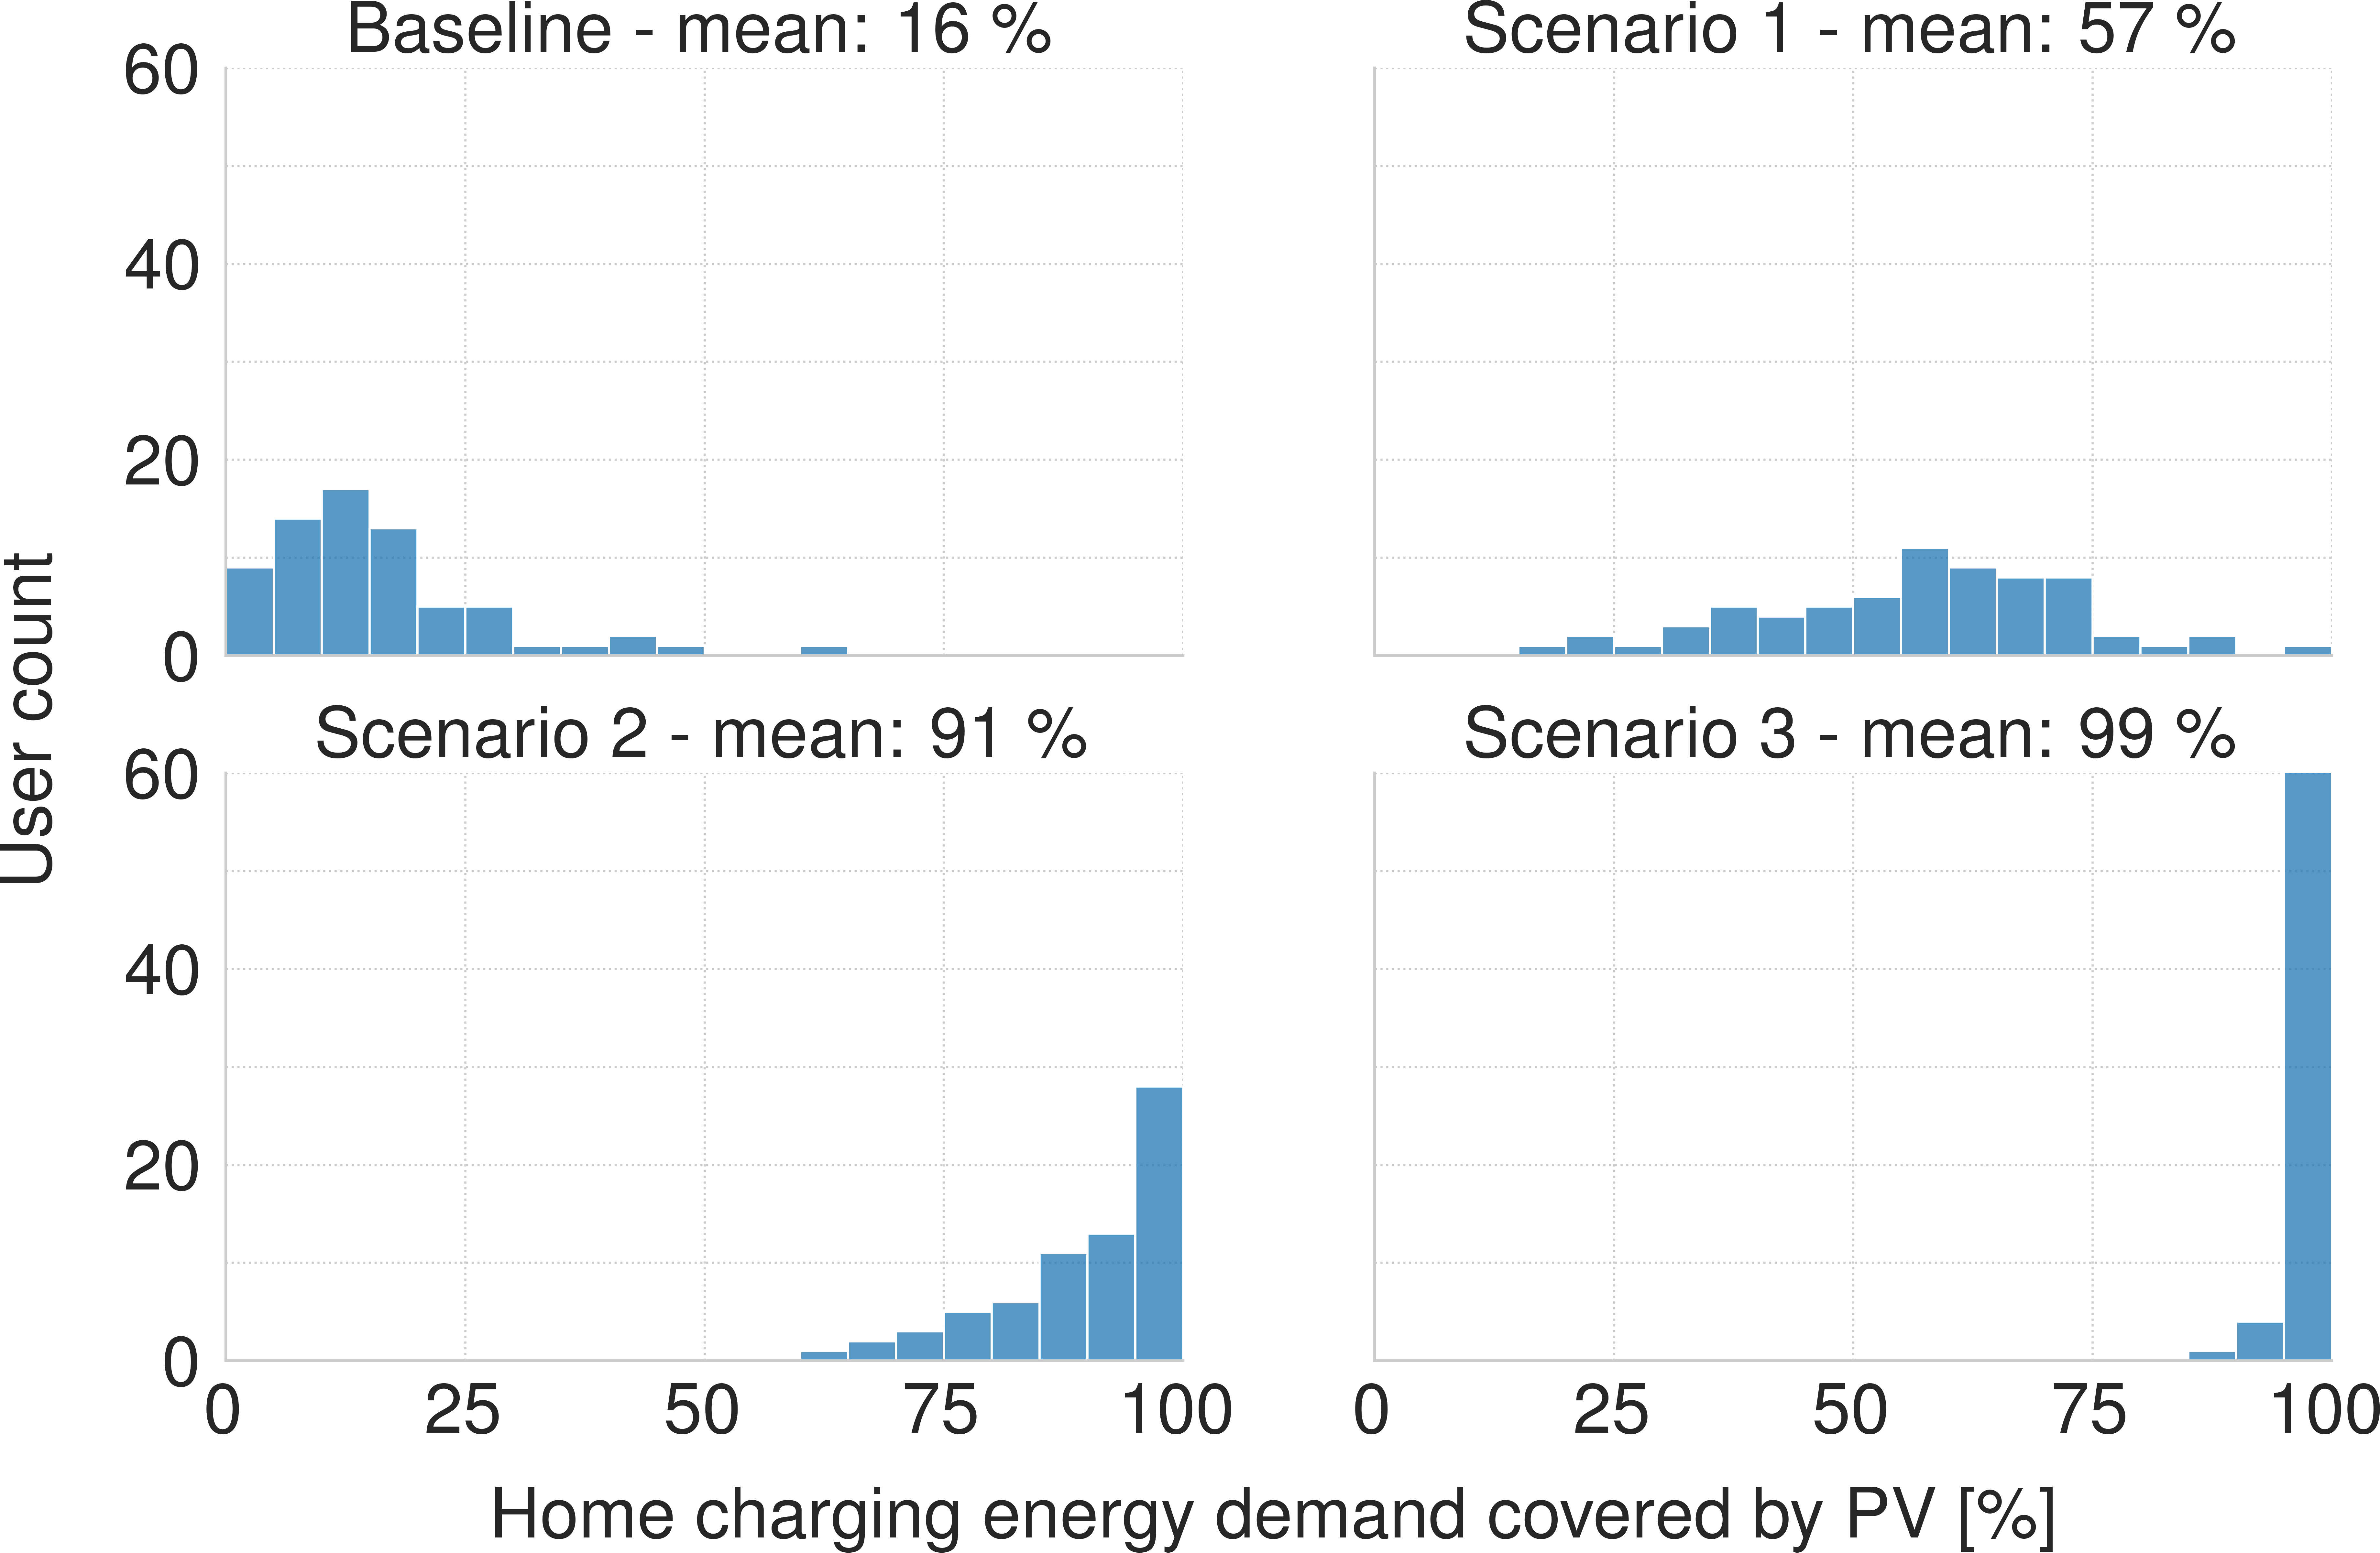 Baseline - mean: 16 %
Scenario 1 - mean: 57 %
60
40
20
0
User count
Scenario 2 - mean: 91 %
Scenario 3 - mean: 99 %
60
40
20
0
0 25 50 75 100
0 25 50 75 100
Home charging energy demand covered by PV [%]